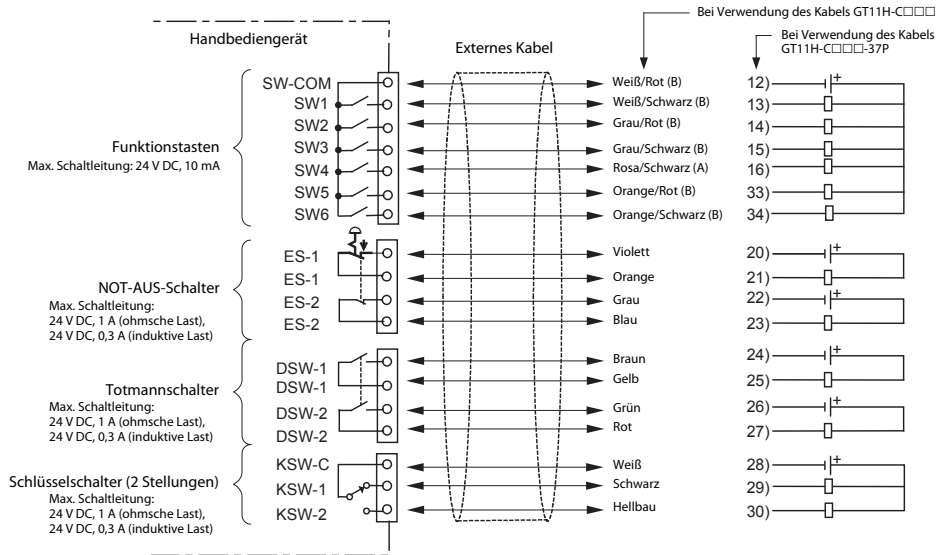 Bei Verwendung des Kabels GT11H-C□□□
Bei Verwendung des Kabels
GT11H-C□□□-37P
Handbediengerät
Externes Kabel
Funktionstasten
Max. Schaltleitung: 24 V DC, 10 mA
SW-COM Weiß/Rot (B) 12) +
SW1 Weiß/Schwarz (B) 13)
SW2 Grau/Rot (B) 14)
SW3 Grau/Schwarz (B) 15)
SW4 Rosa/Schwarz (A) 16)
SW5 Orange/Rot (B) 33)
SW6 Orange/Schwarz (B) 34)
NOT-AUS-Schalter
Max. Schaltleitung:
24 V DC, 1 A (ohmsche Last),
24 V DC, 0,3 A (induktive Last)
ES-1 Violett 20) +
ES-1 Orange 21)
ES-2 Grau 22) +
ES-2 Blau 23)
Totmannschalter
Max. Schaltleitung:
24 V DC, 1 A (ohmsche Last),
24 V DC, 0,3 A (induktive Last)
DSW-1 Braun 24) +
DSW-1 Gelb 25)
DSW-2 Grün 26) +
DSW-2 Rot 27)
Schlüsselschalter (2 Stellungen)
Max. Schaltleitung:
24 V DC, 1 A (ohmsche Last),
24 V DC, 0,3 A (induktive Last)
KSW-C Weiß 28) +
KSW-1 Schwarz 29)
KSW-2 Hellbau 30)